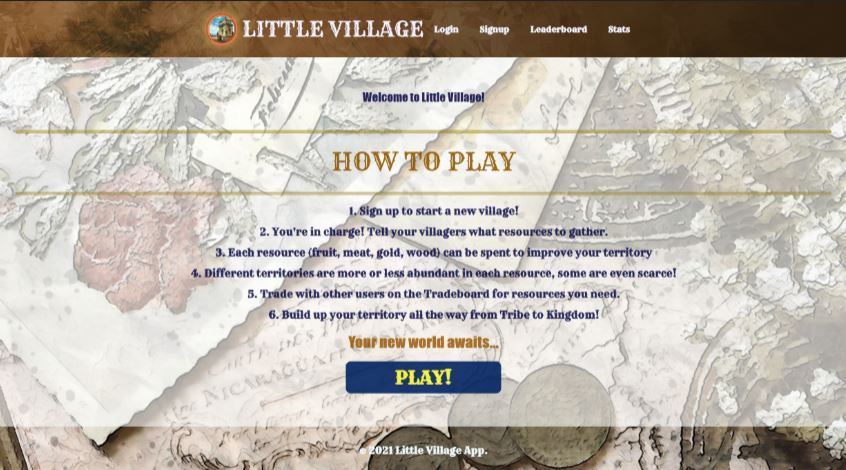 LITTLE VILLAGE Login Signup Leaderboard Stats
Welcome to Little Village!
HOW TO PLAY
1. Sign up to start a new village!
2. You're in charge! Tell your villagers what resources to gather.
3. Each resource (fruit, meat, gold, wood) can be spent to improve your territory
4. Different territories are more or less abundant in each resource, some are even scarce!
5. Trade with other users on the Tradeboard for resources you need.
6. Build up your territory all the way from Tribe to Kingdom!
Your new world awaits...
PLAY!
NICARAGUA
© 2021 Little Village App.